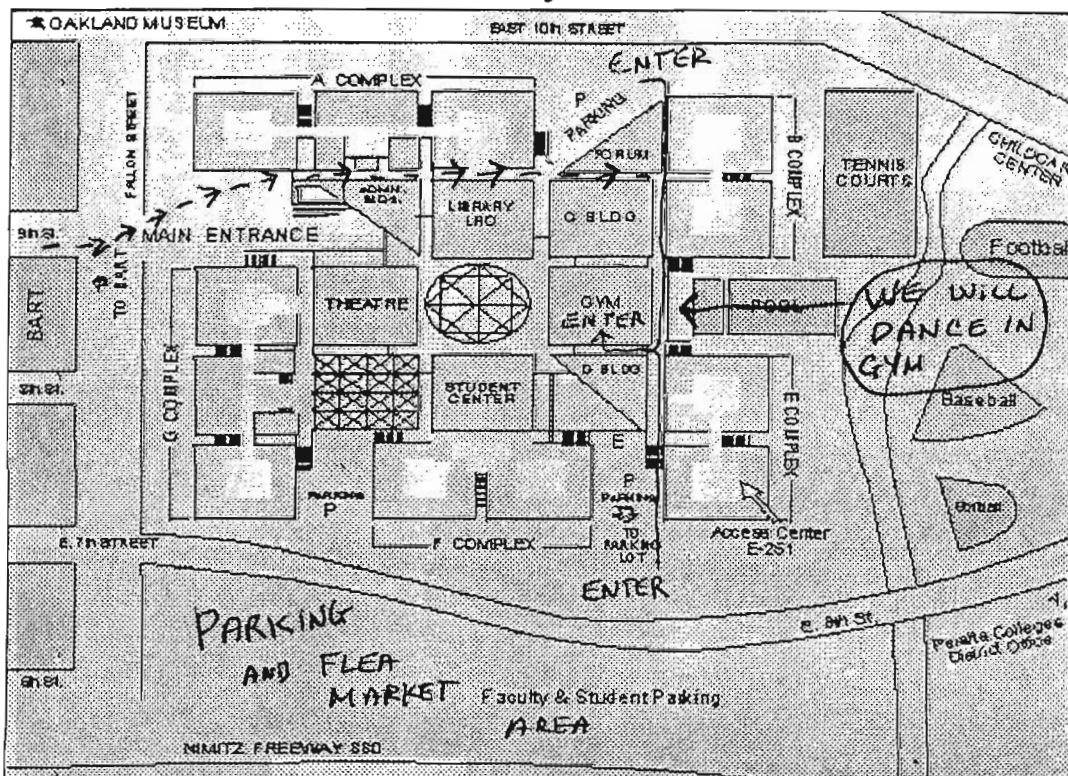 OAKLAND MUSEUM
EAST 10th STREET
ENTER
A COMPLEX
P
PARKING
FORUM
B COMPLEX
TENNIS
COURTS
CHILDCARE
CENTER
FALLON STREET
ADMN.
BLDG.
LIBRARY
LRC
C BLDG
9th St.
MAIN ENTRANCE
TO BART
BART
THEATRE
GYM
ENTER
POOL
Football
WE WILL
DANCE IN
GYM
8th St.
G COMPLEX
STUDENT
CENTER
D BLDG
E COMPLEX
Baseball
E
PARKING
P
P
PARKING
TO
PARKING
LOT
Access Center
E-251
E. 7th STREET
F COMPLEX
ENTER
E. 8th St.
Peralta Colleges
District Office
PARKING
AND FLEA
MARKET
6th St.
Faculty & Student Parking
AREA
NIMITZ FREEWAY 880